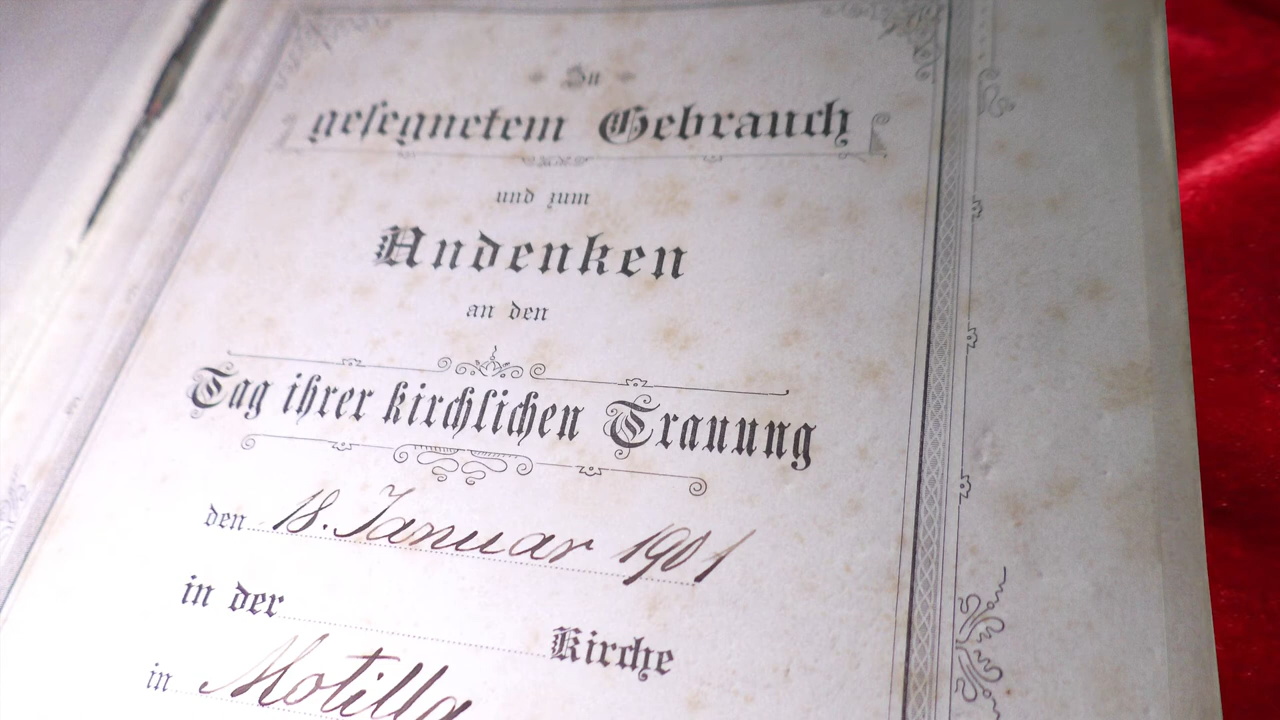 Zu
gesegnetem Gebrauch
und zum
Andenken
an den
Tag ihrer kirchlichen Trauung
den 18. Januar 1901
in der Kirche
in Motilla